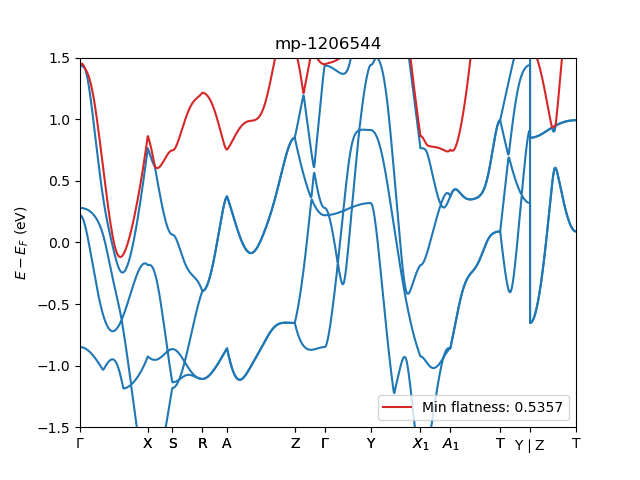 mp-1206544
E − E_F (eV)
1.5
1.0
0.5
0.0
−0.5
−1.0
−1.5
Min flatness: 0.5357
Γ X S R A Z Γ Y X₁ A₁ T Y | Z T